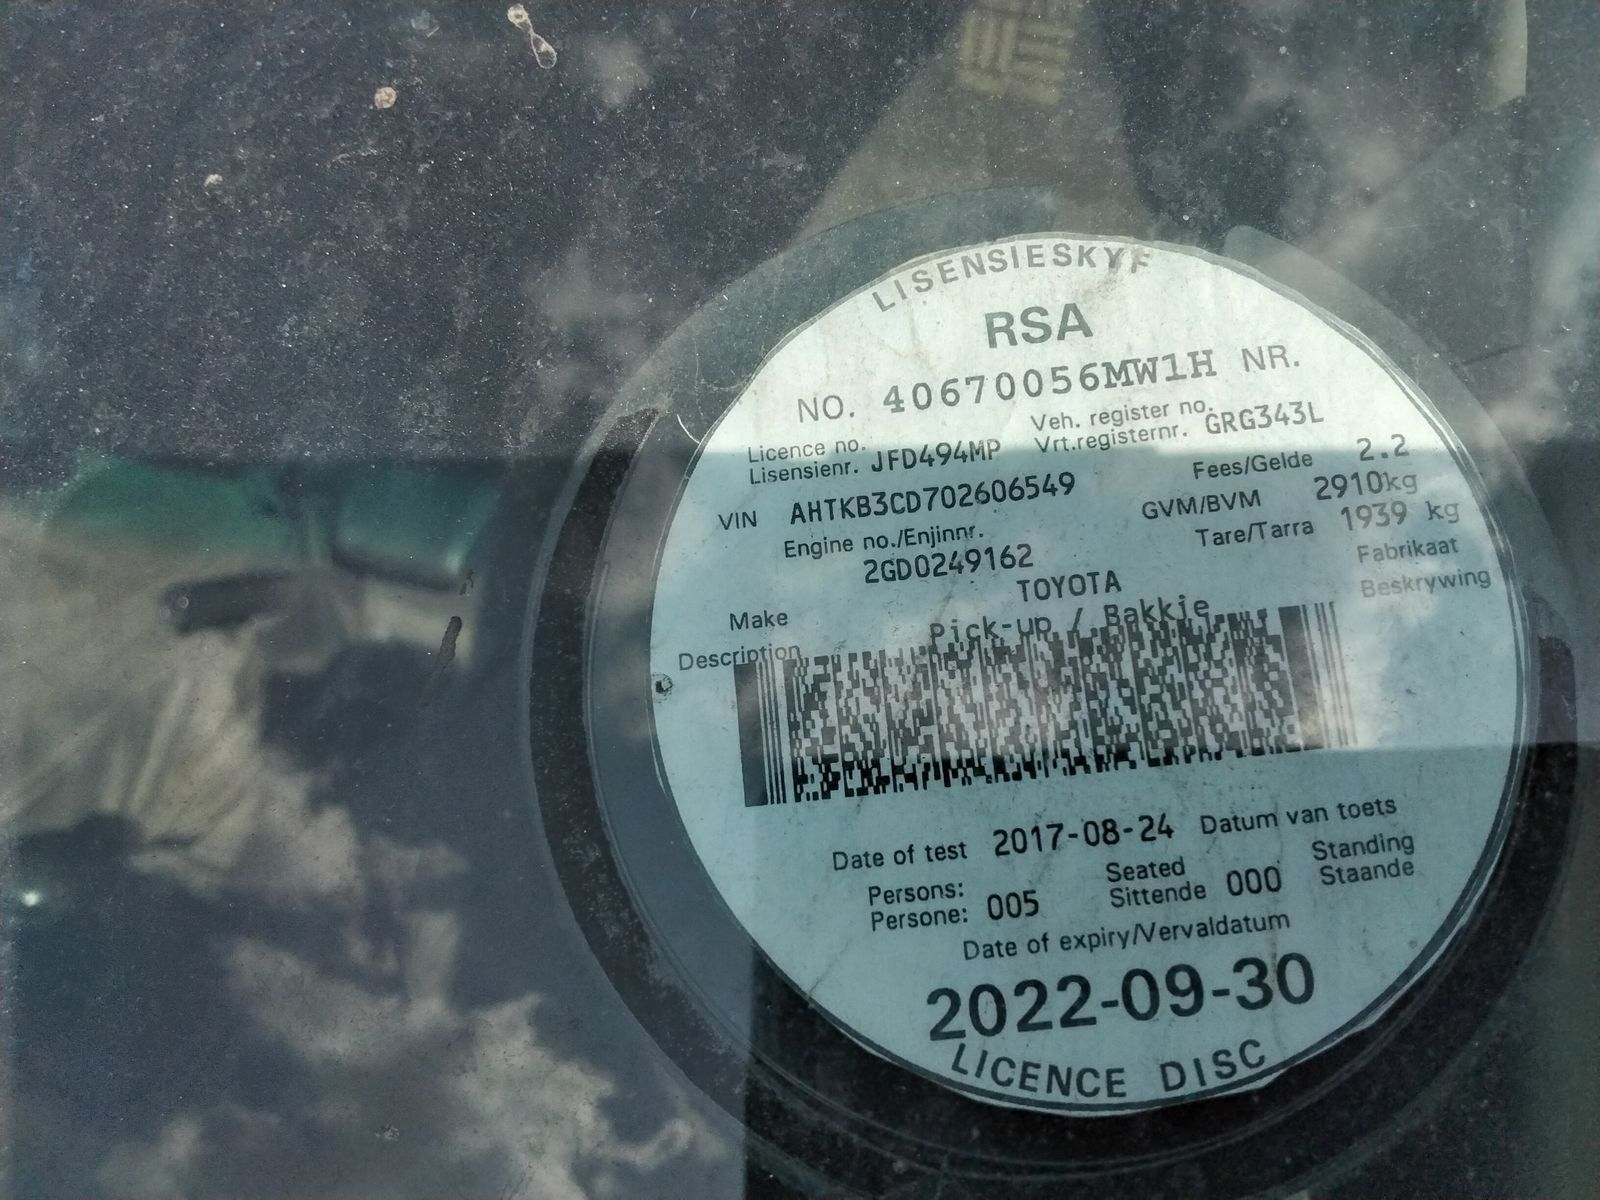 LISENSIESKYF
RSA
NO. 40670056MW1H NR.
Licence no. Veh. register no.
Lisensienr. JFD494MP Vrt.registernr. GRG343L
VIN AHTKB3CD702606549 Fees/Gelde 2.2
Engine no./Enjinnr. GVM/BVM 2910kg
2GD0249162 Tare/Tarra 1939 kg
Make TOYOTA Fabrikaat
Description Pick-up / Bakkie Beskrywing
Date of test 2017-08-24 Datum van toets
Persons: Seated Standing
Persone: 005 Sittende 000 Staande
Date of expiry/Vervaldatum
2022-09-30
LICENCE DISC